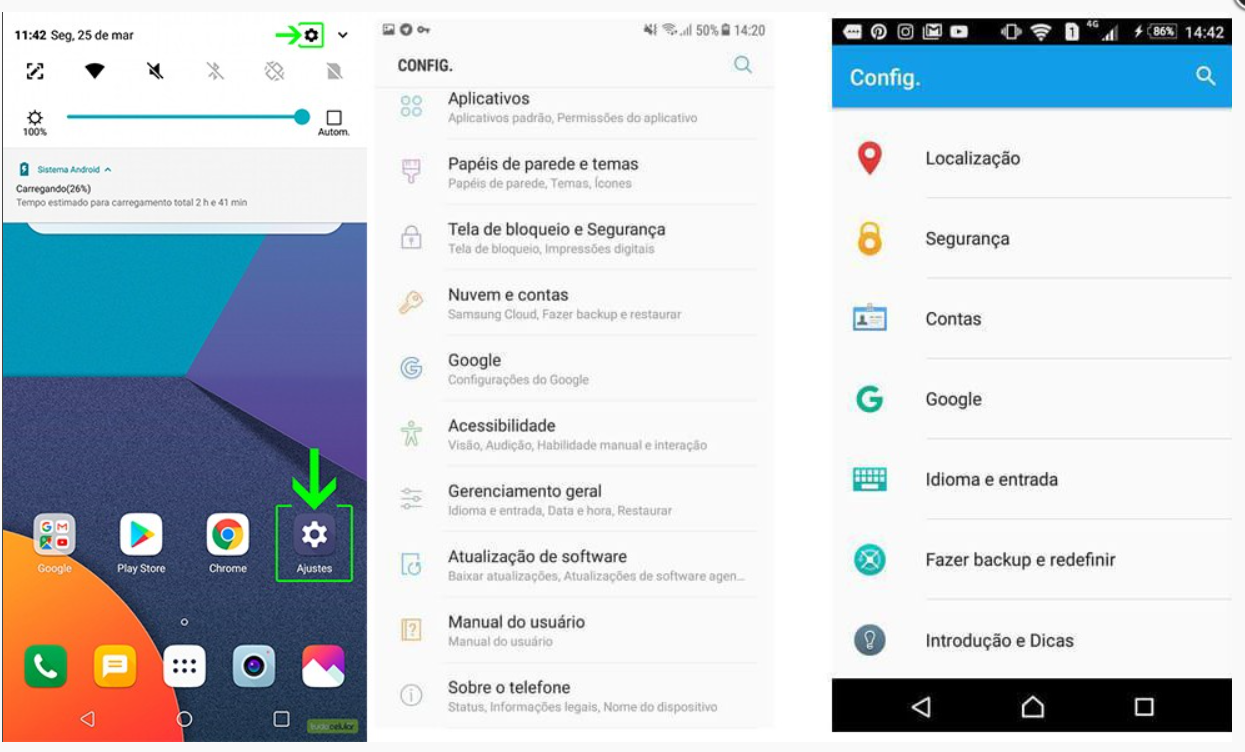 11:42 Seg, 25 de mar
100%
Autom.
Sistema Android
Carregando(26%)
Tempo estimado para carregamento total 2 h e 41 min
Google
Play Store
Chrome
Ajustes
50% 14:20
CONFIG.
Aplicativos
Aplicativos padrão, Permissões do aplicativo
Papéis de parede e temas
Papéis de parede, Temas, Ícones
Tela de bloqueio e Segurança
Tela de bloqueio, Impressões digitais
Nuvem e contas
Samsung Cloud, Fazer backup e restaurar
Google
Configurações do Google
Acessibilidade
Visão, Audição, Habilidade manual e interação
Gerenciamento geral
Idioma e entrada, Data e hora, Restaurar
Atualização de software
Baixar atualizações, Atualizações de software agen...
Manual do usuário
Manual do usuário
Sobre o telefone
Status, Informações legais, Nome do dispositivo
1 4G 86% 14:42
Config.
Localização
Segurança
Contas
Google
Idioma e entrada
Fazer backup e redefinir
Introdução e Dicas